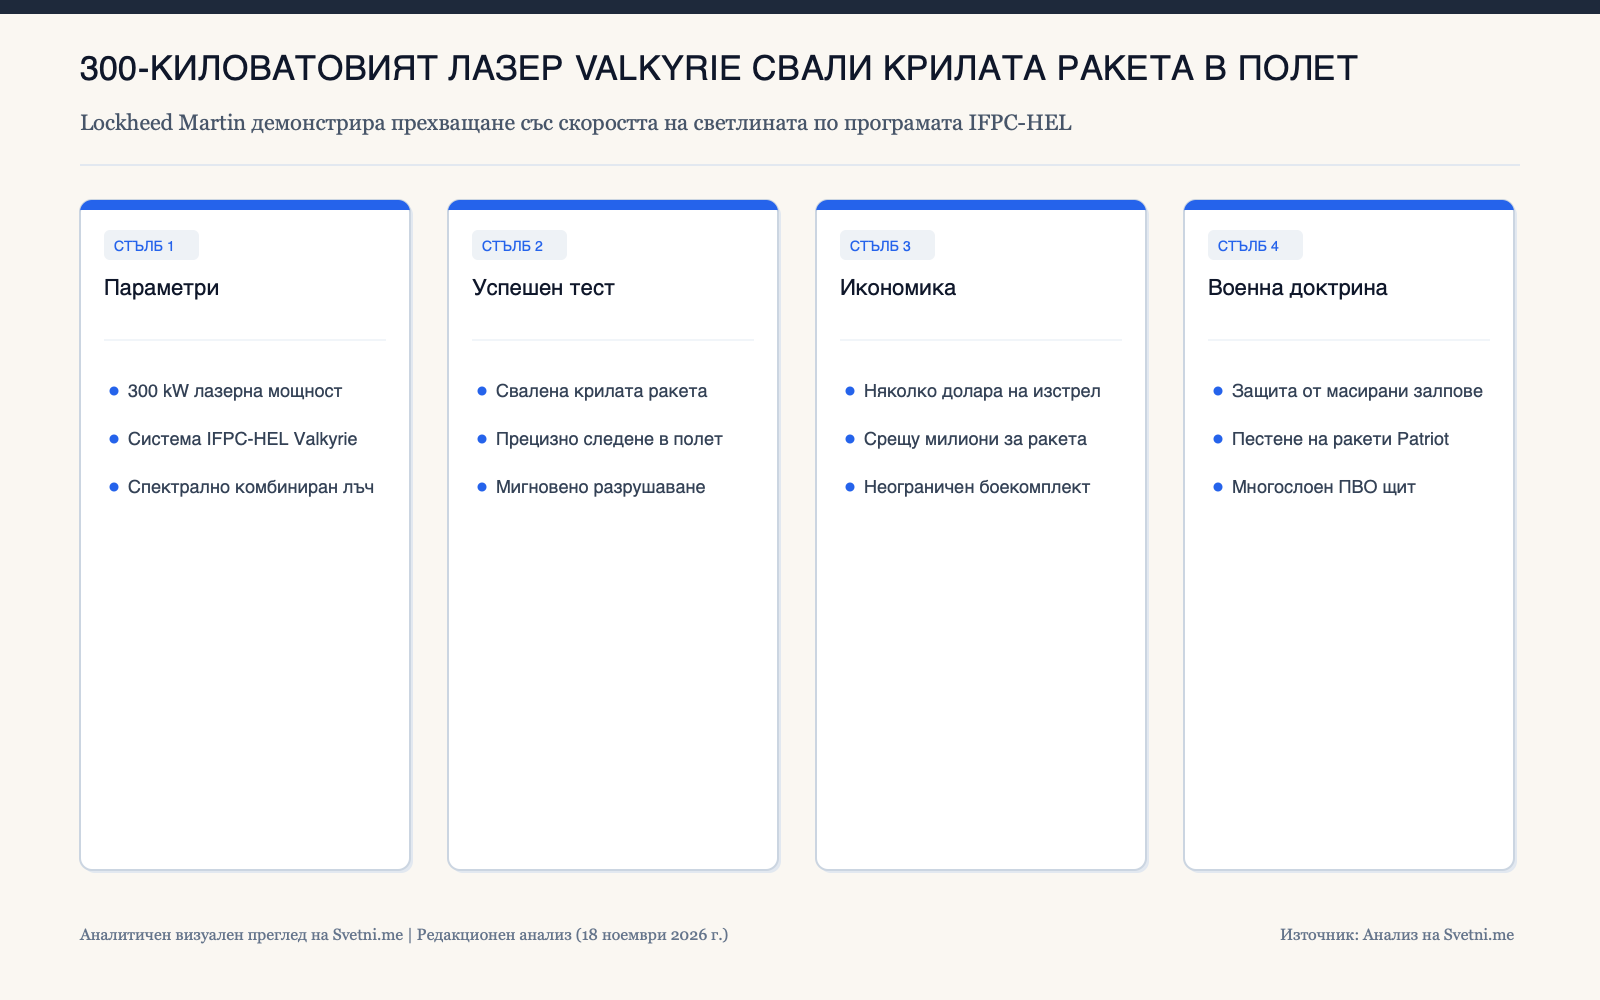 300-КИЛОВАТОВИЯТ ЛАЗЕР VALKYRIE СВАЛИ КРИЛАТА РАКЕТА В ПОЛЕТ
Lockheed Martin демонстрира прехващане със скоростта на светлината по програмата IFPC-HEL
СТЪЛБ 1
Параметри
300 kW лазерна мощност
Система IFPC-HEL Valkyrie
Спектрално комбиниран лъч
СТЪЛБ 2
Успешен тест
Свалена крилата ракета
Прецизно следене в полет
Мигновено разрушаване
СТЪЛБ 3
Икономика
Няколко долара на изстрел
Срещу милиони за ракета
Неограничен боекомплект
СТЪЛБ 4
Военна доктрина
Защита от масирани залпове
Пестене на ракети Patriot
Многослоен ПВО щит
Аналитичен визуален преглед на Svetni.me | Редакционен анализ (18 ноември 2026 г.)
Източник: Анализ на Svetni.me